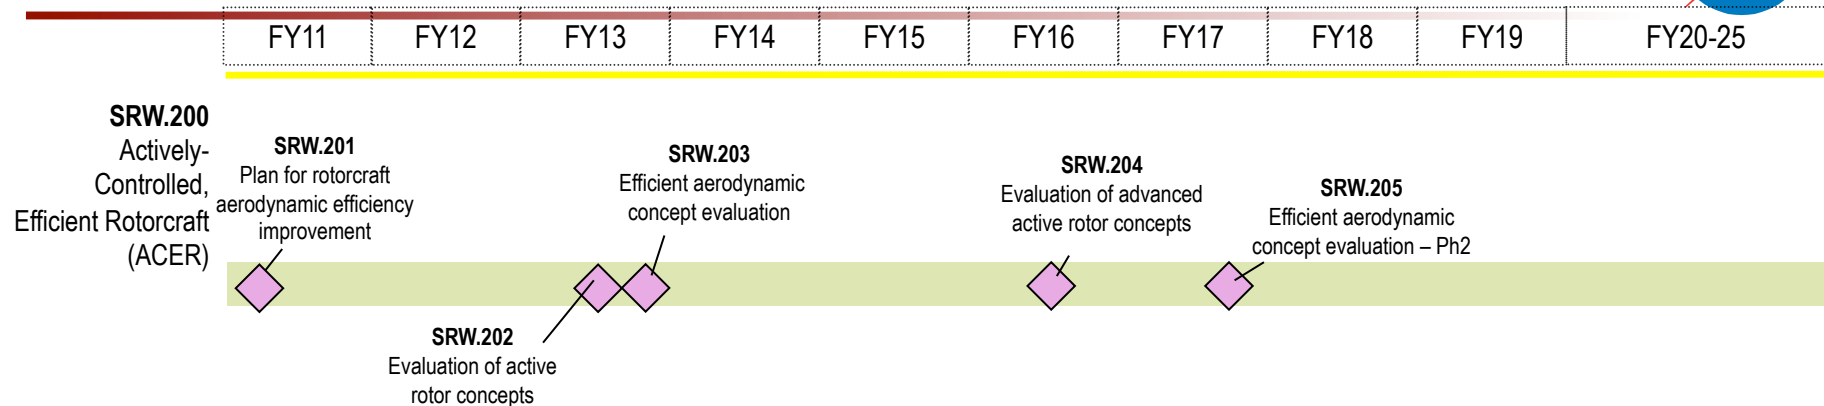 FY11 FY12 FY13 FY14 FY15 FY16 FY17 FY18 FY19 FY20-25
SRW.200
Actively-
Controlled,
Efficient Rotorcraft
(ACER)
SRW.201
Plan for rotorcraft
aerodynamic efficiency
improvement
SRW.202
Evaluation of active
rotor concepts
SRW.203
Efficient aerodynamic
concept evaluation
SRW.204
Evaluation of advanced
active rotor concepts
SRW.205
Efficient aerodynamic
concept evaluation – Ph2